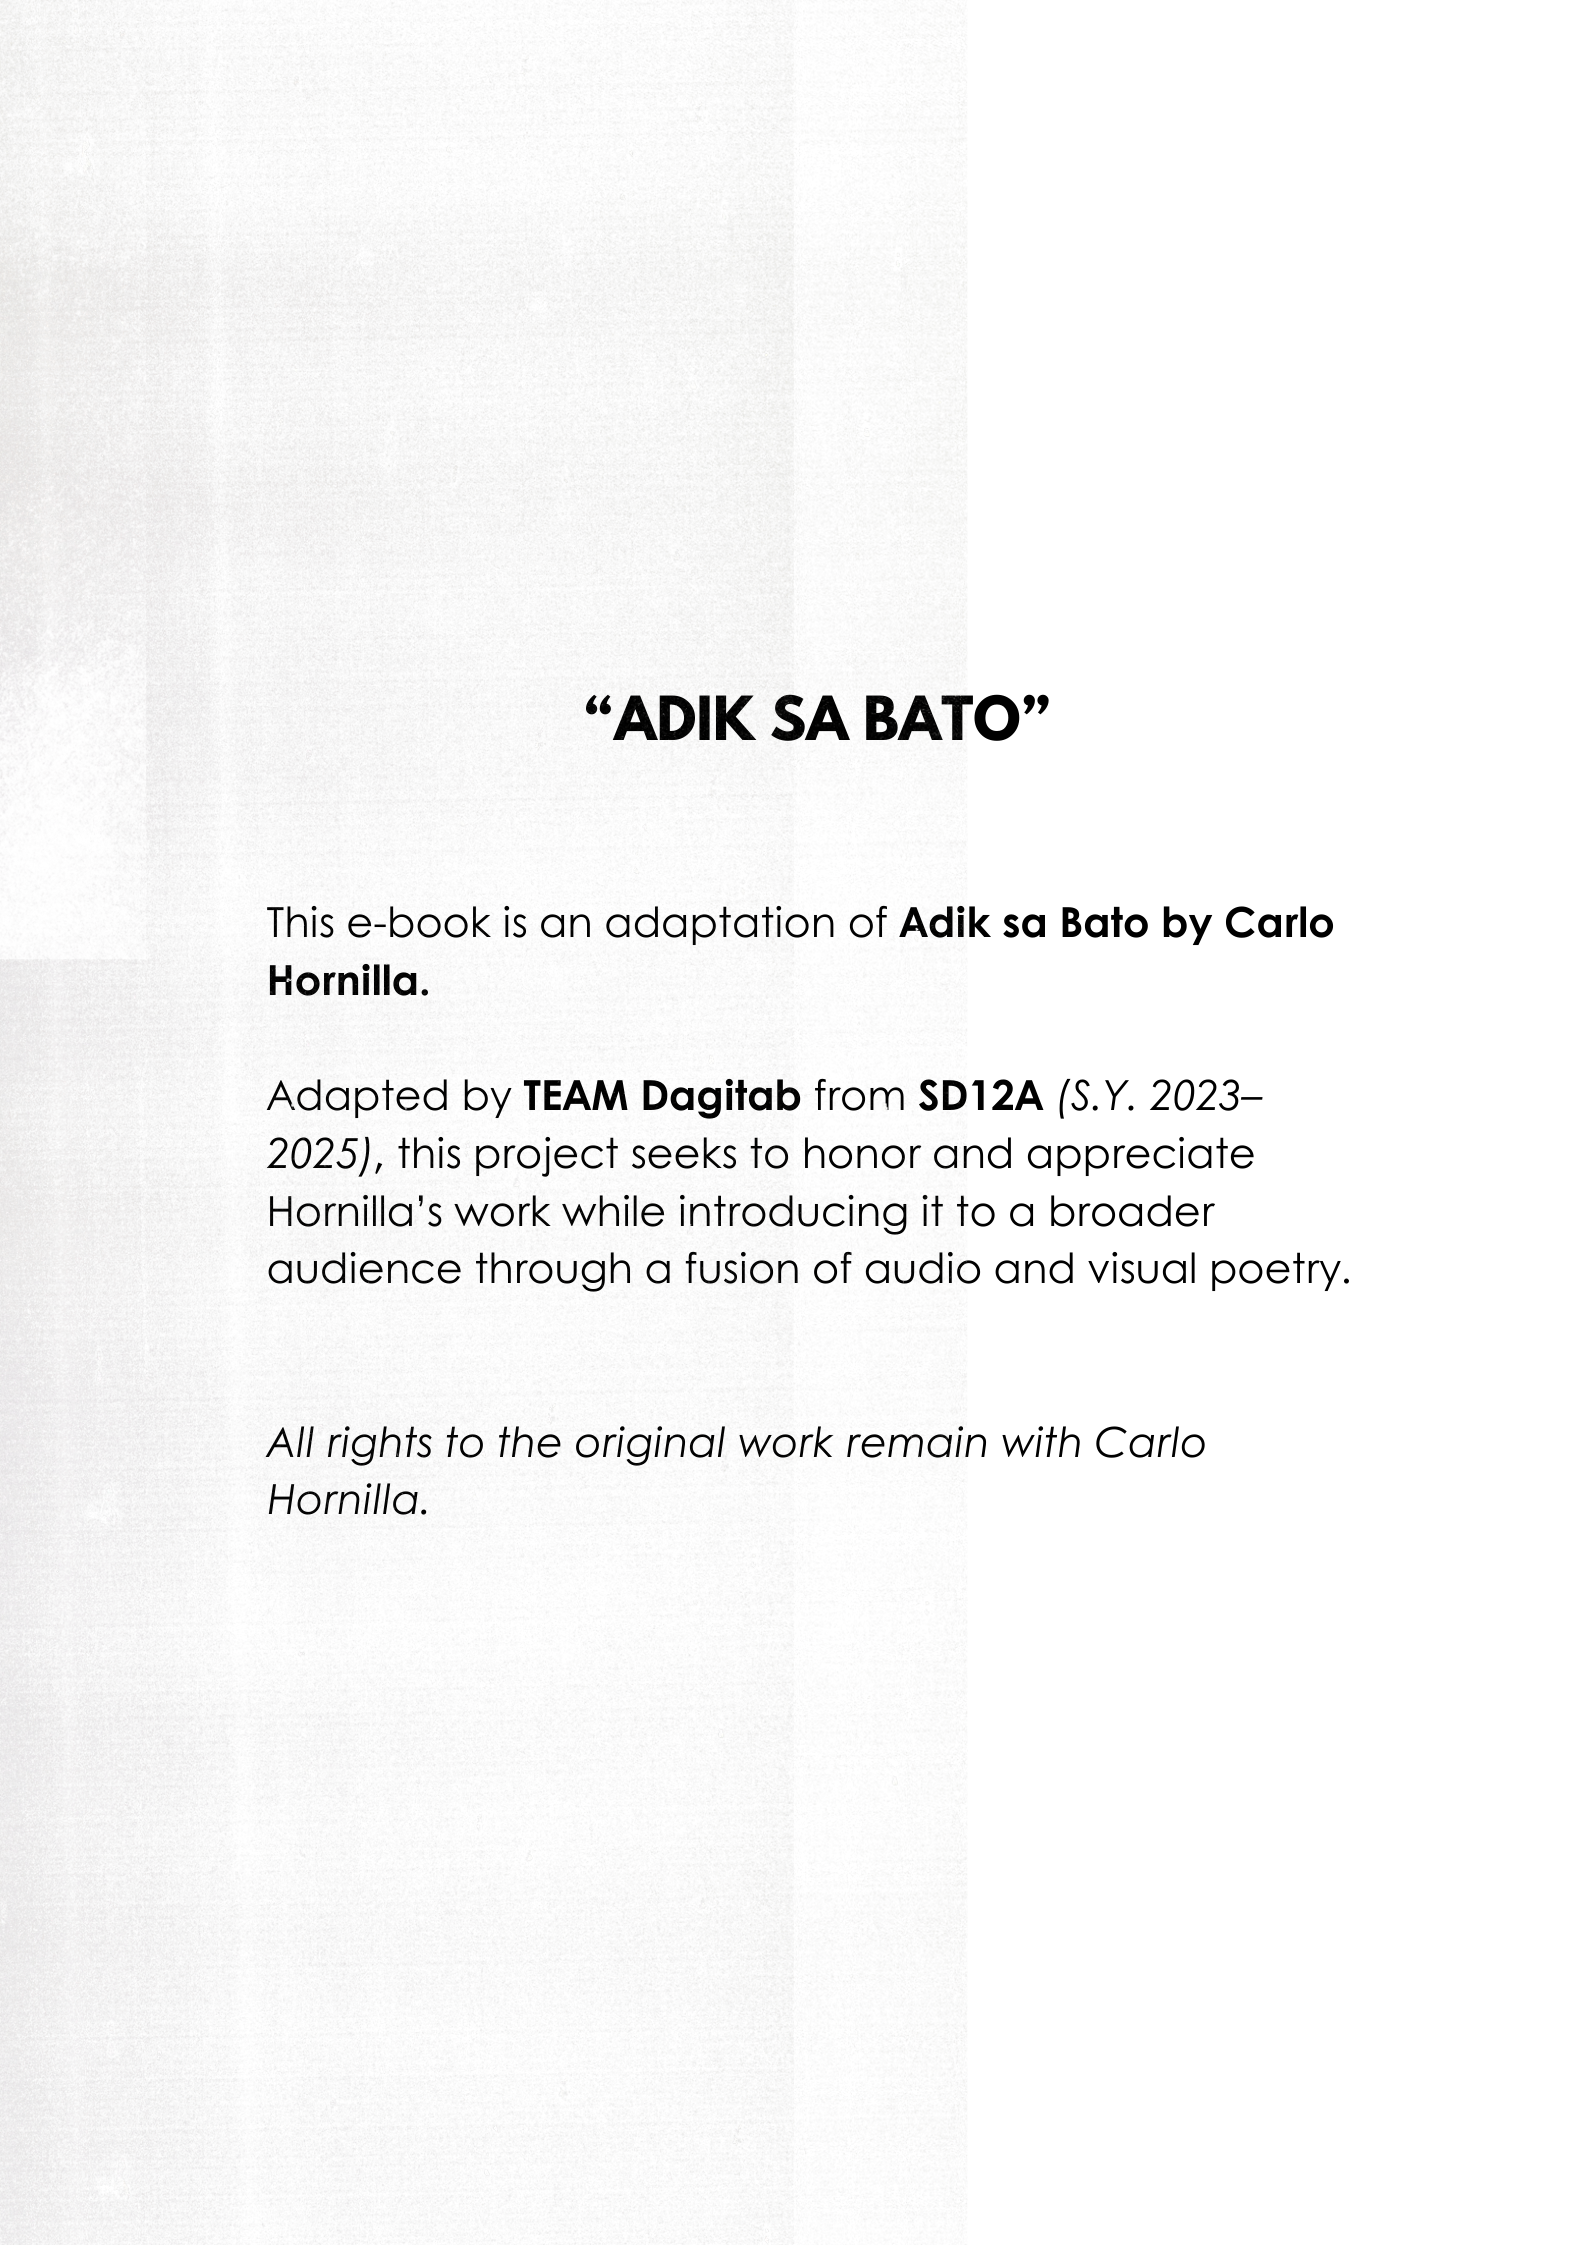 “ADIK SA BATO”
This e-book is an adaptation of Adik sa Bato by Carlo
Hornilla.
Adapted by TEAM Dagitab from SD12A (S.Y. 2023–
2025), this project seeks to honor and appreciate
Hornilla’s work while introducing it to a broader
audience through a fusion of audio and visual poetry.
All rights to the original work remain with Carlo
Hornilla.